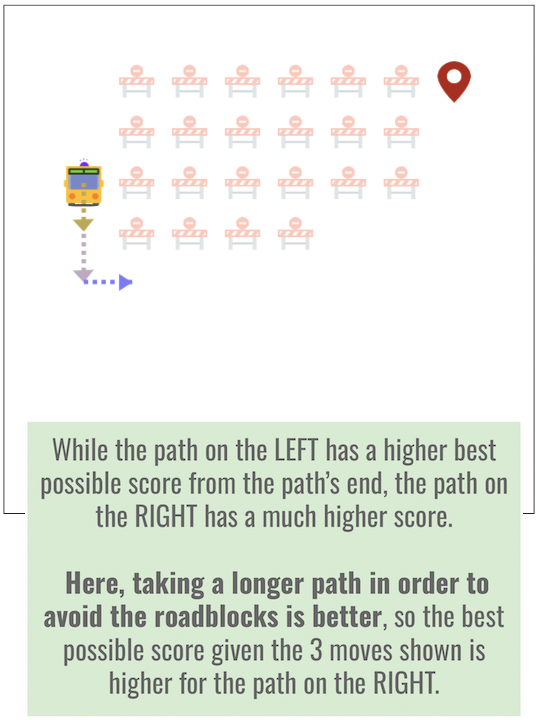 While the path on the LEFT has a higher best
possible score from the path's end, the path on
the RIGHT has a much higher score.
Here, taking a longer path in order to
avoid the roadblocks is better, so the best
possible score given the 3 moves shown is
higher for the path on the RIGHT.